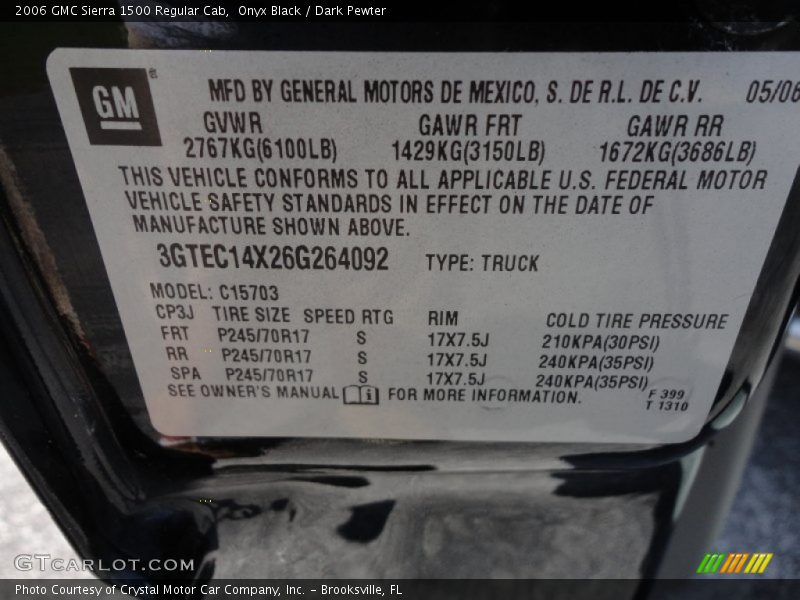 2006 GMC Sierra 1500 Regular Cab,  Onyx Black / Dark Pewter
GM ®
MFD BY GENERAL MOTORS DE MEXICO, S. DE R.L. DE C.V. 05/06
GVWR GAWR FRT GAWR RR
2767KG(6100LB) 1429KG(3150LB) 1672KG(3686LB)
THIS VEHICLE CONFORMS TO ALL APPLICABLE U.S. FEDERAL MOTOR
VEHICLE SAFETY STANDARDS IN EFFECT ON THE DATE OF
MANUFACTURE SHOWN ABOVE.
3GTEC14X26G264092 TYPE: TRUCK
MODEL: C15703
CP3J TIRE SIZE SPEED RTG RIM COLD TIRE PRESSURE
FRT P245/70R17 S 17X7.5J 210KPA(30PSI)
RR P245/70R17 S 17X7.5J 240KPA(35PSI)
SPA P245/70R17 S 17X7.5J 240KPA(35PSI)
SEE OWNER'S MANUAL i FOR MORE INFORMATION. F 399
T 1310
GTCARLOT.COM
Photo Courtesy of Crystal Motor Car Company, Inc. – Brooksville, FL